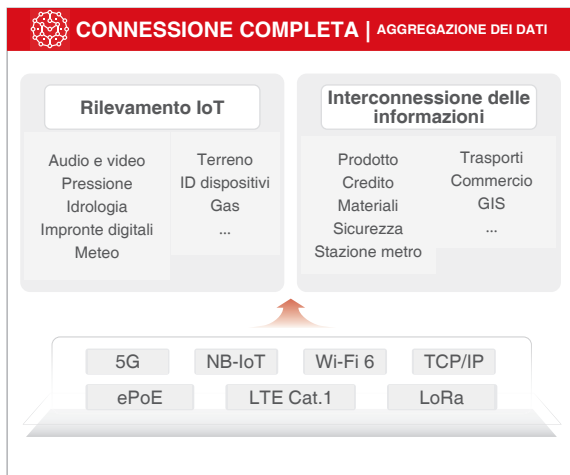 CONNESSIONE COMPLETA | AGGREGAZIONE DEI DATI
Rilevamento IoT
Audio e video
Pressione
Idrologia
Impronte digitali
Meteo
Terreno
ID dispositivi
Gas
...
Interconnessione delle
informazioni
Prodotto
Credito
Materiali
Sicurezza
Stazione metro
Trasporti
Commercio
GIS
...
5G NB-IoT Wi-Fi 6 TCP/IP
ePoE LTE Cat.1 LoRa